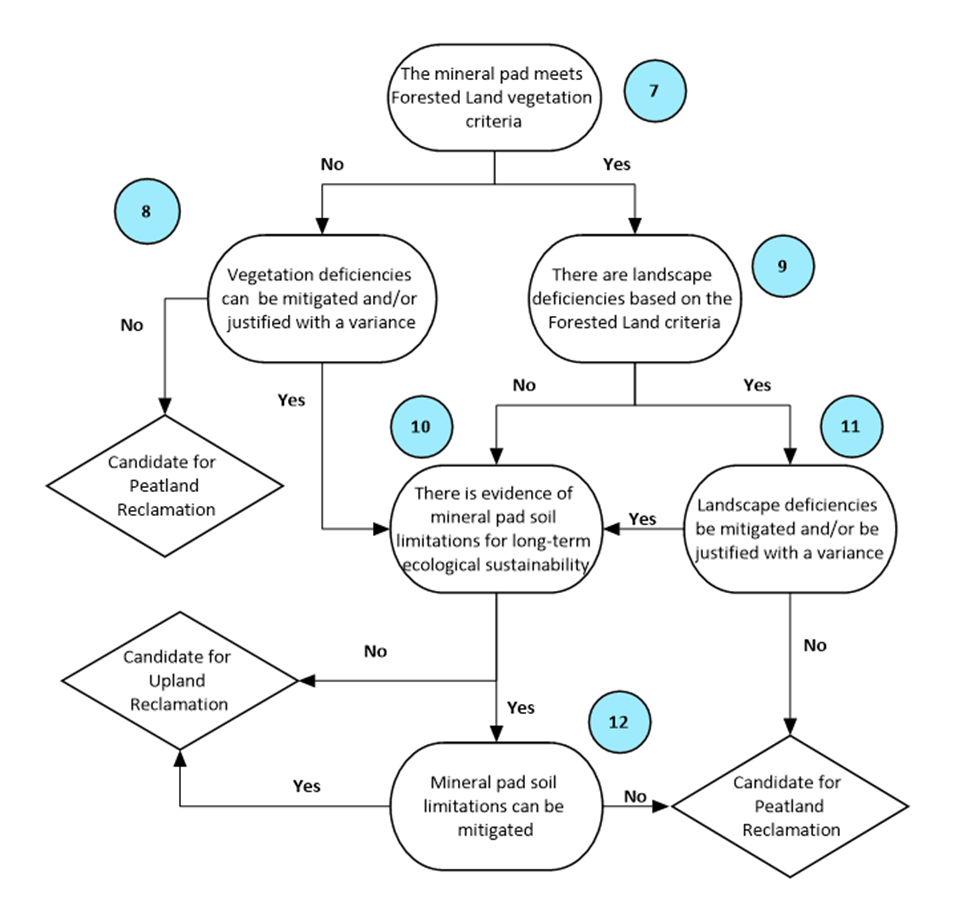 The mineral pad meets
Forested Land vegetation
criteria
7
No
Yes
8
Vegetation deficiencies
can be mitigated and/or
justified with a variance
There are landscape
deficiencies based on the
Forested Land criteria
9
No
Yes
No
Yes
10
11
Candidate for
Peatland
Reclamation
There is evidence of
mineral pad soil
limitations for long-term
ecological sustainability
Yes
Landscape deficiencies
be mitigated and/or be
justified with a variance
No
No
Candidate for
Upland
Reclamation
Yes
12
Yes
Mineral pad soil
limitations can be
mitigated
No
Candidate for
Peatland
Reclamation